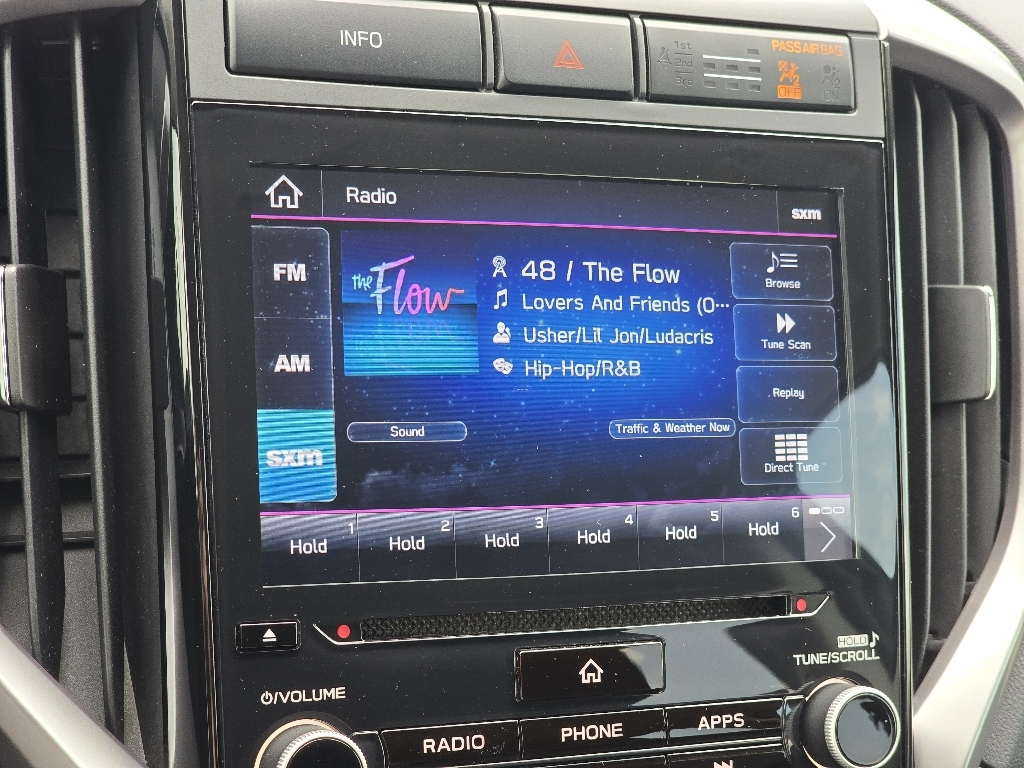 INFO
1st
2nd
PASS AIR BAG
OFF
ON
Radio
sxm
FM
AM
sxm
the Flow
48 / The Flow
Lovers And Friends (O...
Usher/Lil Jon/Ludacris
Hip-Hop/R&B
Browse
Tune Scan
Replay
Direct Tune
Sound
Traffic & Weather Now
1
Hold
2
Hold
3
Hold
4
Hold
5
Hold
6
Hold
HOLD
TUNE/SCROLL
/VOLUME
RADIO
PHONE
APPS